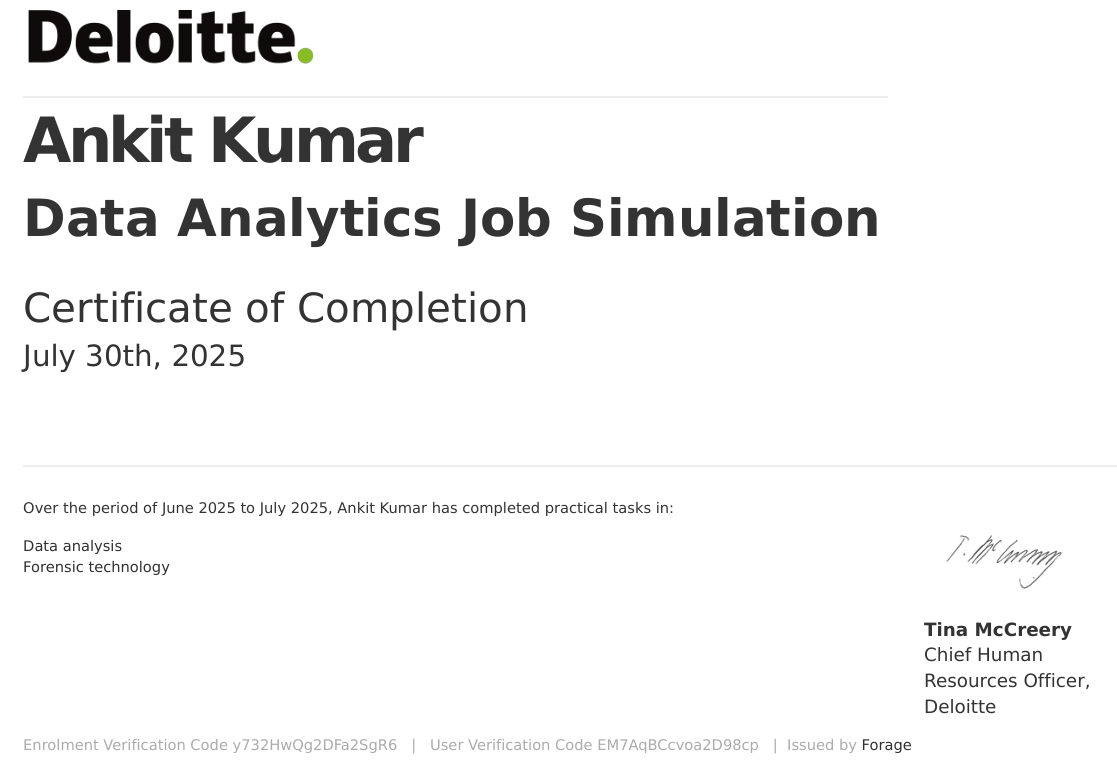 Deloitte.
Ankit Kumar
Data Analytics Job Simulation
Certificate of Completion
July 30th, 2025
Over the period of June 2025 to July 2025, Ankit Kumar has completed practical tasks in:
Data analysis
Forensic technology
T. McCreery
Tina McCreery
Chief Human
Resources Officer,
Deloitte
Enrolment Verification Code y732HwQg2DFa2SgR6 | User Verification Code EM7AqBCcvoa2D98cp | Issued by Forage